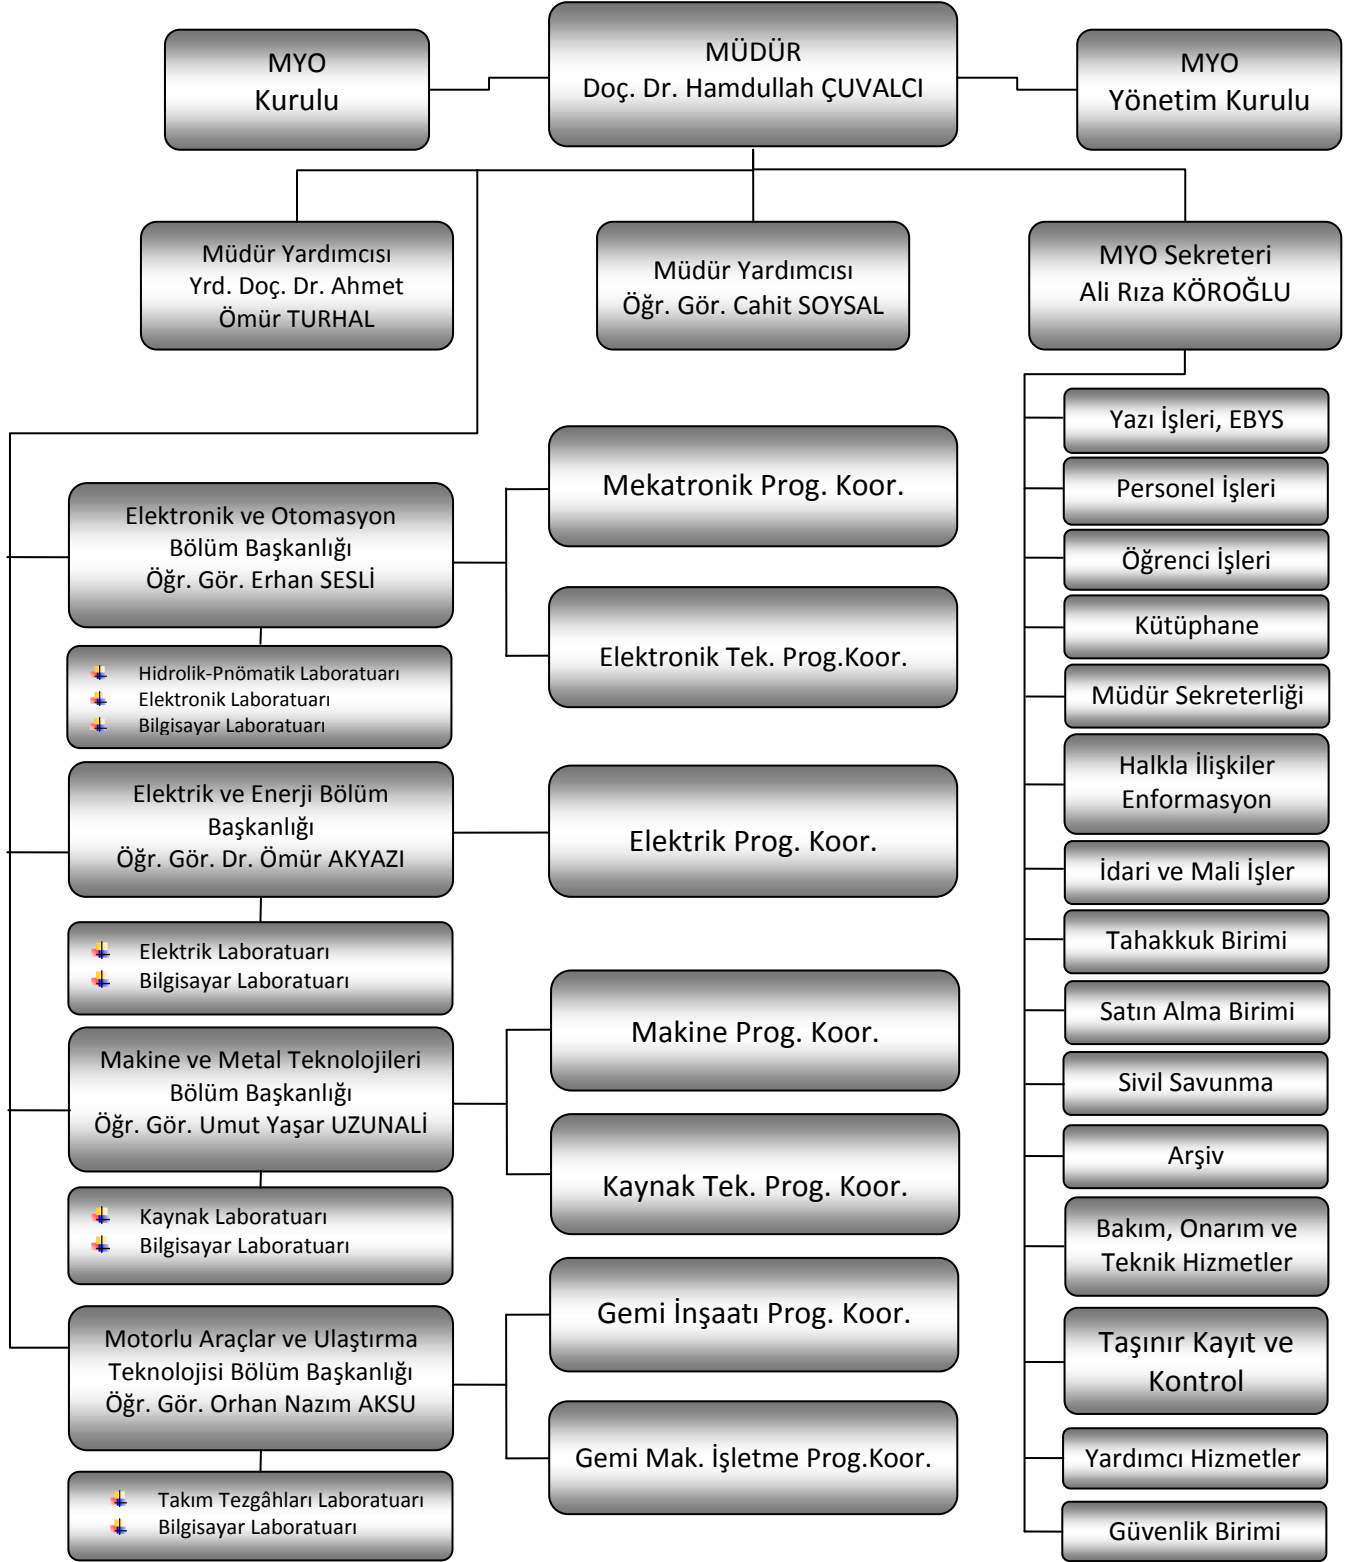 MYO
Kurulu
MÜDÜR
Doç. Dr. Hamdullah ÇUVALCI
MYO
Yönetim Kurulu
Müdür Yardımcısı
Yrd. Doç. Dr. Ahmet
Ömür TURHAL
Müdür Yardımcısı
Öğr. Gör. Cahit SOYSAL
MYO Sekreteri
Ali Rıza KÖROĞLU
Elektronik ve Otomasyon
Bölüm Başkanlığı
Öğr. Gör. Erhan SESLİ
Hidrolik-Pnömatik Laboratuarı
Elektronik Laboratuarı
Bilgisayar Laboratuarı
Elektrik ve Enerji Bölüm
Başkanlığı
Öğr. Gör. Dr. Ömür AKYAZI
Elektrik Laboratuarı
Bilgisayar Laboratuarı
Makine ve Metal Teknolojileri
Bölüm Başkanlığı
Öğr. Gör. Umut Yaşar UZUNALİ
Kaynak Laboratuarı
Bilgisayar Laboratuarı
Motorlu Araçlar ve Ulaştırma
Teknolojisi Bölüm Başkanlığı
Öğr. Gör. Orhan Nazım AKSU
Takım Tezgâhları Laboratuarı
Bilgisayar Laboratuarı
Mekatronik Prog. Koor.
Elektronik Tek. Prog.Koor.
Elektrik Prog. Koor.
Makine Prog. Koor.
Kaynak Tek. Prog. Koor.
Gemi İnşaatı Prog. Koor.
Gemi Mak. İşletme Prog.Koor.
Yazı İşleri, EBYS
Personel İşleri
Öğrenci İşleri
Kütüphane
Müdür Sekreterliği
Halkla İlişkiler
Enformasyon
İdari ve Mali İşler
Tahakkuk Birimi
Satın Alma Birimi
Sivil Savunma
Arşiv
Bakım, Onarım ve
Teknik Hizmetler
Taşınır Kayıt ve
Kontrol
Yardımcı Hizmetler
Güvenlik Birimi